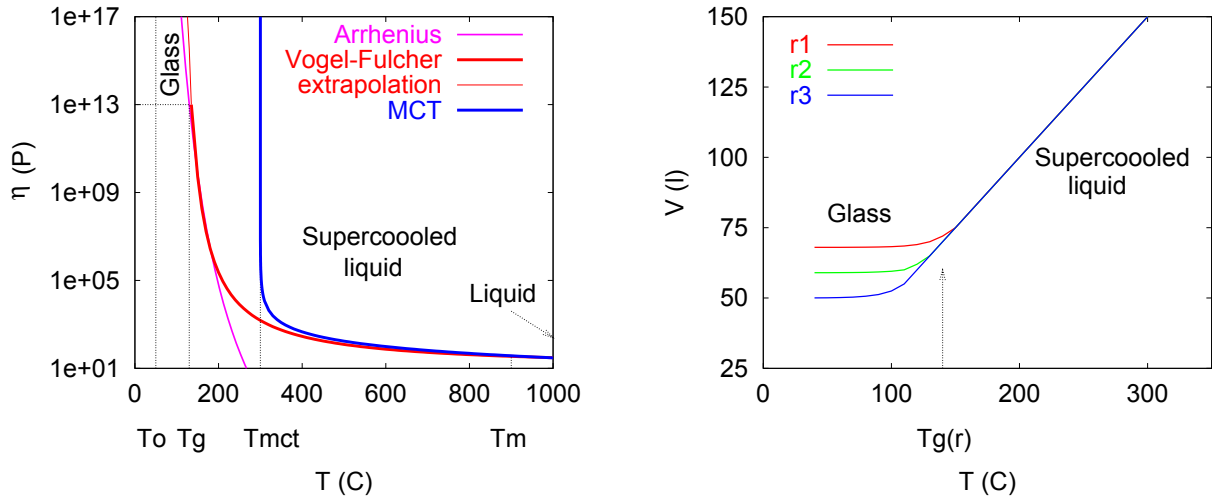 1e+17
1e+13
1e+09
1e+05
1e+01
η (P)
Glass
Arrhenius
Vogel-Fulcher
extrapolation
MCT
Supercoooled
liquid
Liquid
0 200 400 600 800 1000
To Tg Tmct Tm
T (C)
150
125
100
75
50
25
V (l)
r1
r2
r3
Supercoooled
liquid
Glass
0 100 200 300
Tg(r)
T (C)